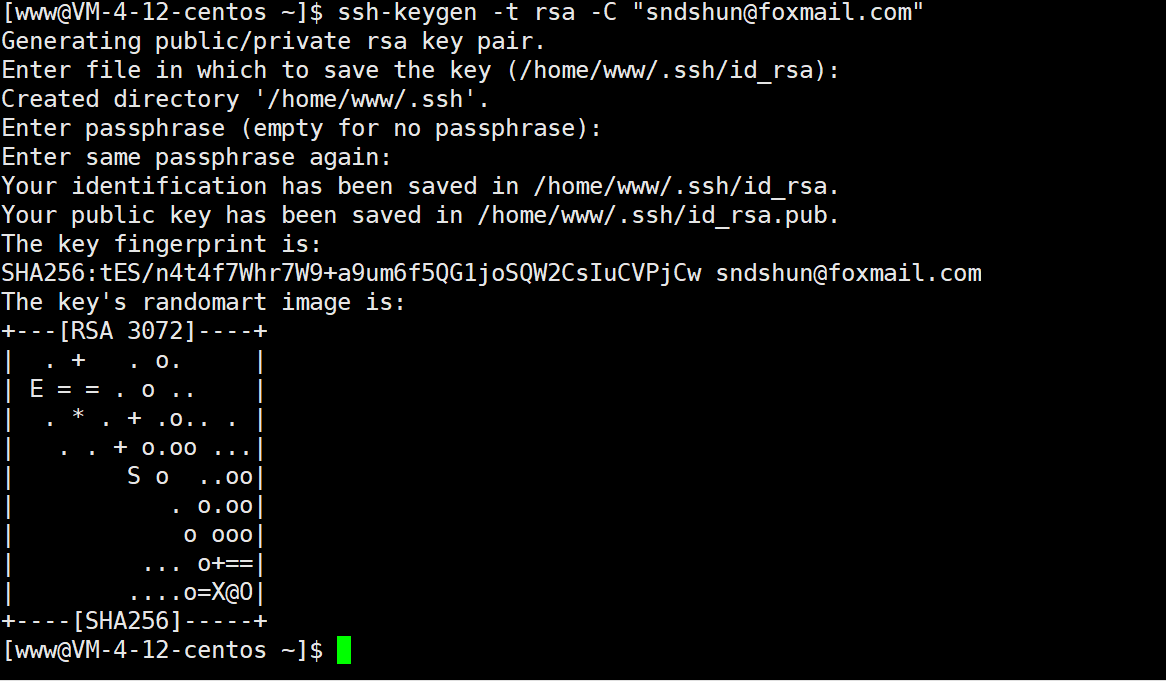 [www@VM-4-12-centos ~]$ ssh-keygen -t rsa -C "sndshun@foxmail.com"
Generating public/private rsa key pair.
Enter file in which to save the key (/home/www/.ssh/id_rsa):
Created directory '/home/www/.ssh'.
Enter passphrase (empty for no passphrase):
Enter same passphrase again:
Your identification has been saved in /home/www/.ssh/id_rsa.
Your public key has been saved in /home/www/.ssh/id_rsa.pub.
The key fingerprint is:
SHA256:tES/n4t4f7Whr7W9+a9um6f5QG1joSQW2CsIuCVPjCw sndshun@foxmail.com
The key's randomart image is:
+---[RSA 3072]----+
|  . +   . o.     |
| E = = . o ..    |
|  . * . + .o.. . |
|   . . + o.oo ...|
|        S o  ..oo|
|           . o.oo|
|            o ooo|
|         ... o+==|
|        ....o=X@O|
+----[SHA256]-----+
[www@VM-4-12-centos ~]$